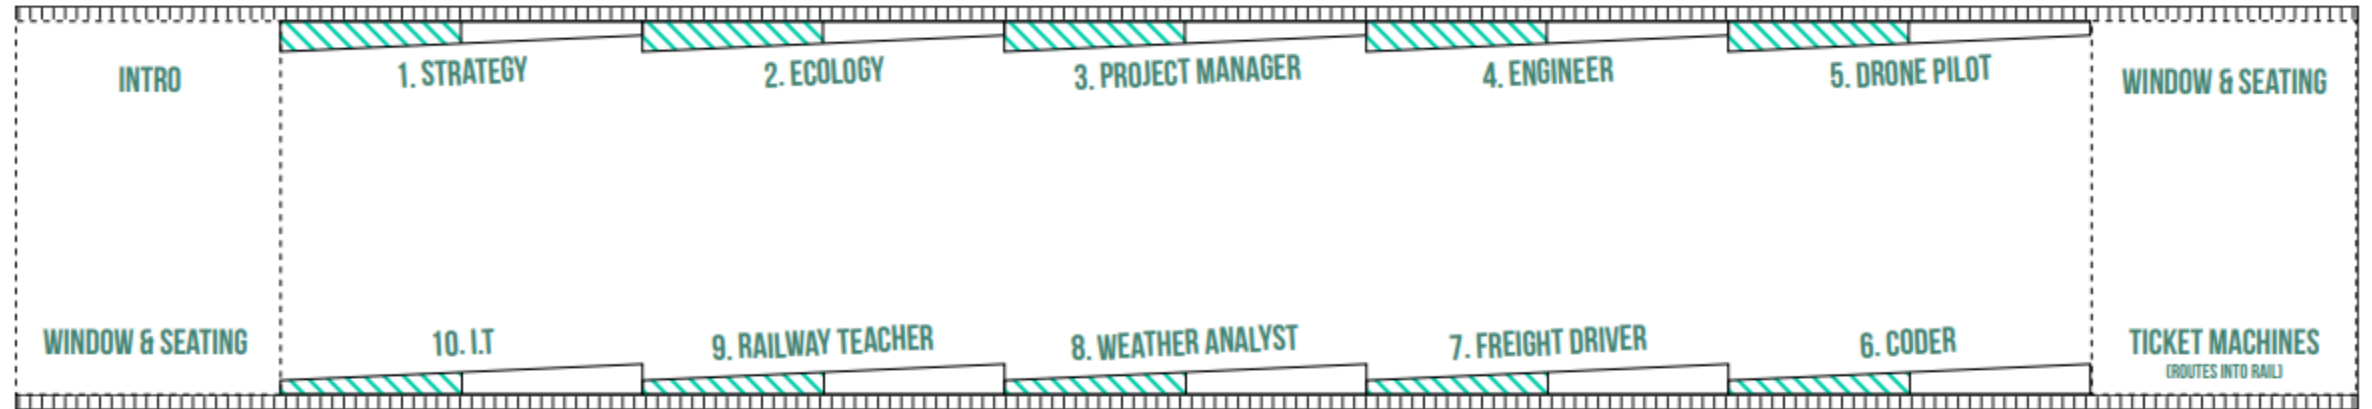 INTRO
1. STRATEGY
2. ECOLOGY
3. PROJECT MANAGER
4. ENGINEER
5. DRONE PILOT
WINDOW & SEATING
WINDOW & SEATING
10. I.T
9. RAILWAY TEACHER
8. WEATHER ANALYST
7. FREIGHT DRIVER
6. CODER
TICKET MACHINES
(ROUTES INTO RAIL)